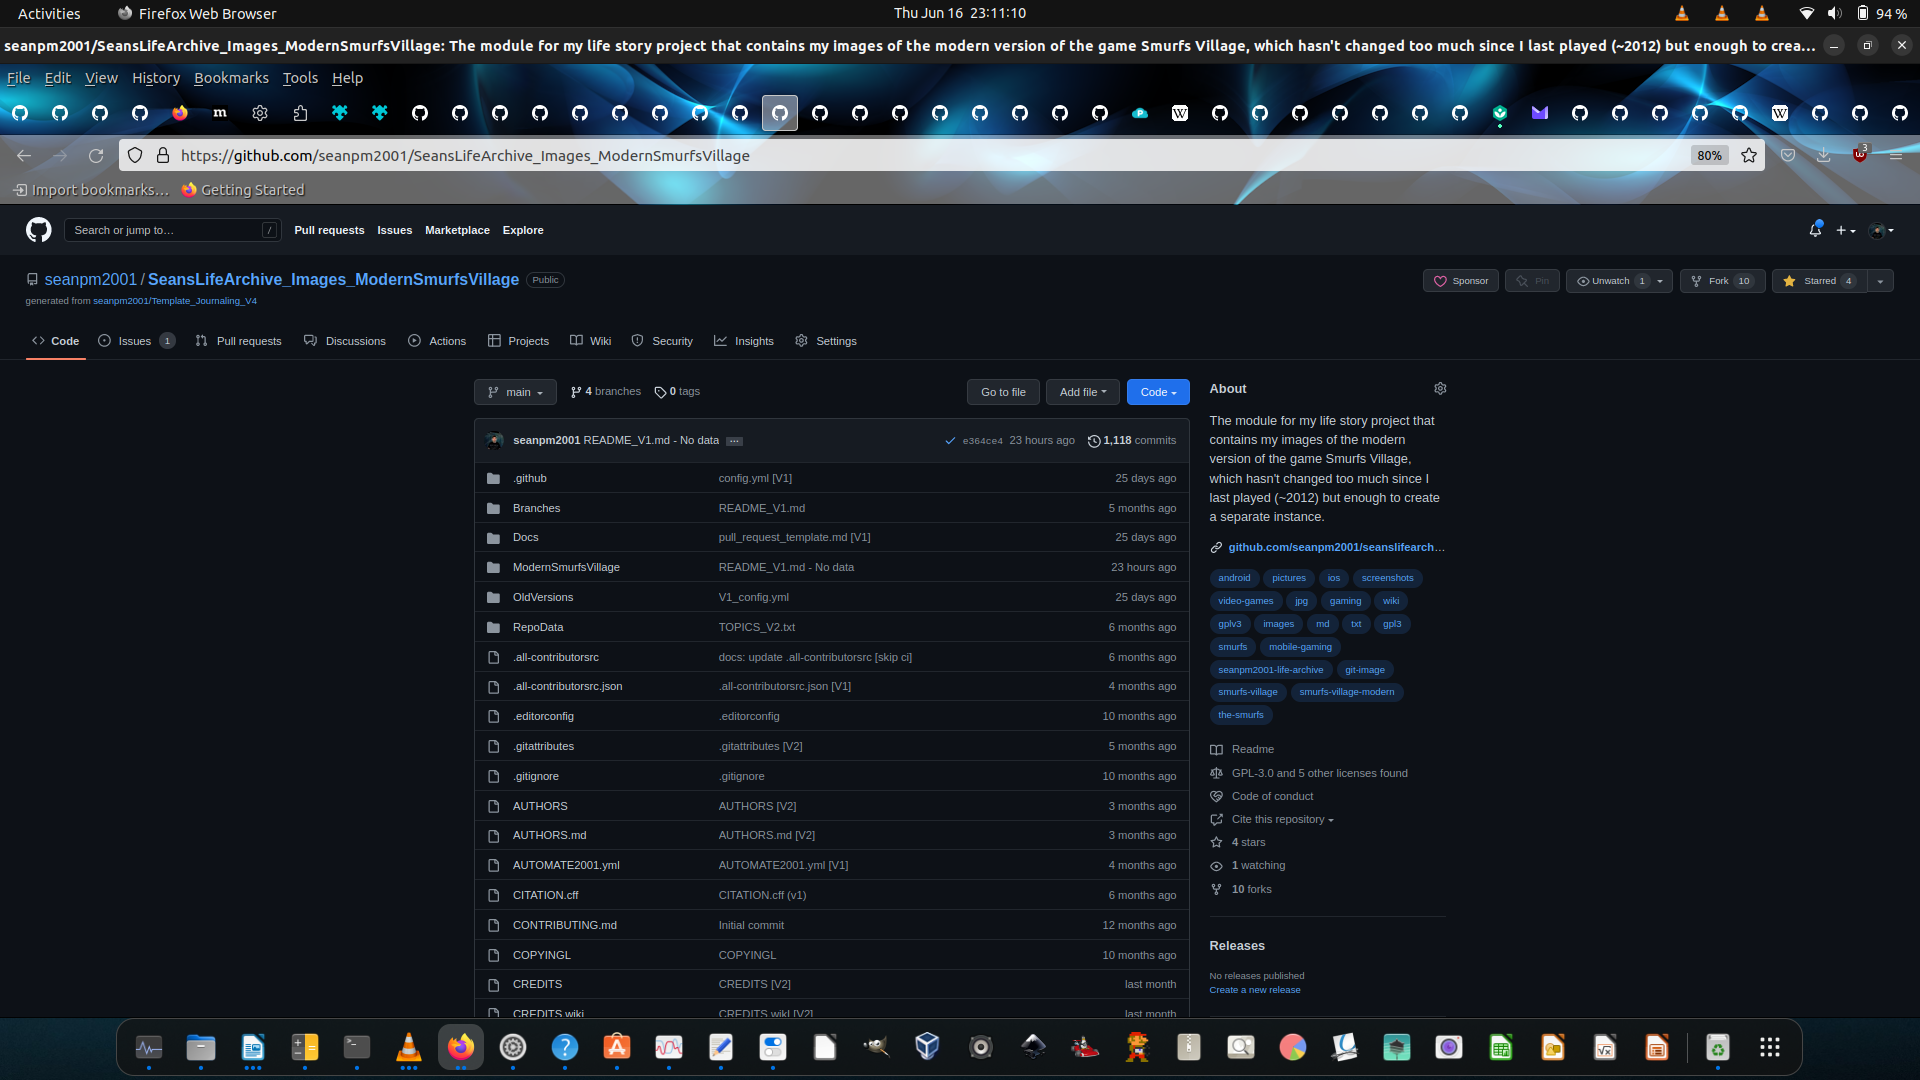 Activities
Firefox Web Browser
Thu Jun 16 23:11:10
94 %
seanpm2001/SeansLifeArchive_Images_ModernSmurfsVillage: The module for my life story project that contains my images of the modern version of the game Smurfs Village, which hasn't changed too much since I last played (~2012) but enough to crea…
File Edit View History Bookmarks Tools Help
https://github.com/seanpm2001/SeansLifeArchive_Images_ModernSmurfsVillage
80%
3
Import bookmarks…
Getting Started
Search or jump to…
/
Pull requests
Issues
Marketplace
Explore
seanpm2001 / SeansLifeArchive_Images_ModernSmurfsVillage
Public
Sponsor
Pin
Unwatch 1
Fork 10
Starred 4
generated from seanpm2001/Template_Journaling_V4
Code
Issues 1
Pull requests
Discussions
Actions
Projects
Wiki
Security
Insights
Settings
main
4 branches
0 tags
Go to file
Add file
Code
seanpm2001 README_V1.md - No data
e364ce4 23 hours ago
1,118 commits
.github config.yml [V1] 25 days ago
Branches README_V1.md 5 months ago
Docs pull_request_template.md [V1] 25 days ago
ModernSmurfsVillage README_V1.md - No data 23 hours ago
OldVersions V1_config.yml 25 days ago
RepoData TOPICS_V2.txt 6 months ago
.all-contributorsrc docs: update .all-contributorsrc [skip ci] 6 months ago
.all-contributorsrc.json .all-contributorsrc.json [V1] 4 months ago
.editorconfig .editorconfig 10 months ago
.gitattributes .gitattributes [V2] 5 months ago
.gitignore .gitignore 10 months ago
AUTHORS AUTHORS [V2] 3 months ago
AUTHORS.md AUTHORS.md [V2] 3 months ago
AUTOMATE2001.yml AUTOMATE2001.yml [V1] 4 months ago
CITATION.cff CITATION.cff (v1) 6 months ago
CONTRIBUTING.md Initial commit 12 months ago
COPYINGL COPYINGL 10 months ago
CREDITS CREDITS [V2] last month
CREDITS.wiki CREDITS.wiki [V2] last month
About
The module for my life story project that
contains my images of the modern
version of the game Smurfs Village,
which hasn't changed too much since I
last played (~2012) but enough to create
a separate instance.
github.com/seanpm2001/seanslifearch…
android pictures ios screenshots
video-games jpg gaming wiki
gplv3 images md txt gpl3
smurfs mobile-gaming
seanpm2001-life-archive git-image
smurfs-village smurfs-village-modern
the-smurfs
Readme
GPL-3.0 and 5 other licenses found
Code of conduct
Cite this repository
4 stars
1 watching
10 forks
Releases
No releases published
Create a new release